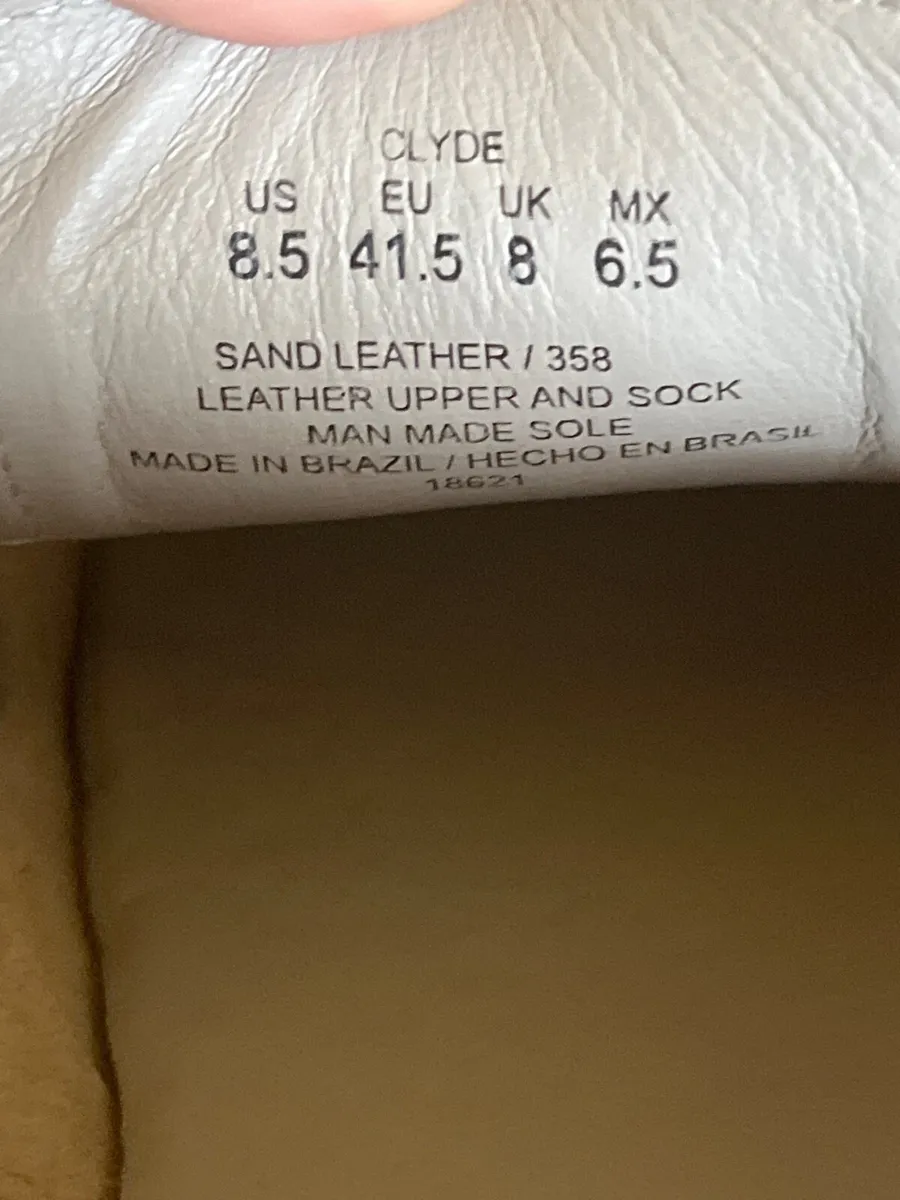 CLYDE
US EU UK MX
8.5 41.5 8 6.5
SAND LEATHER / 358
LEATHER UPPER AND SOCK
MAN MADE SOLE
MADE IN BRAZIL / HECHO EN BRASIL
18621